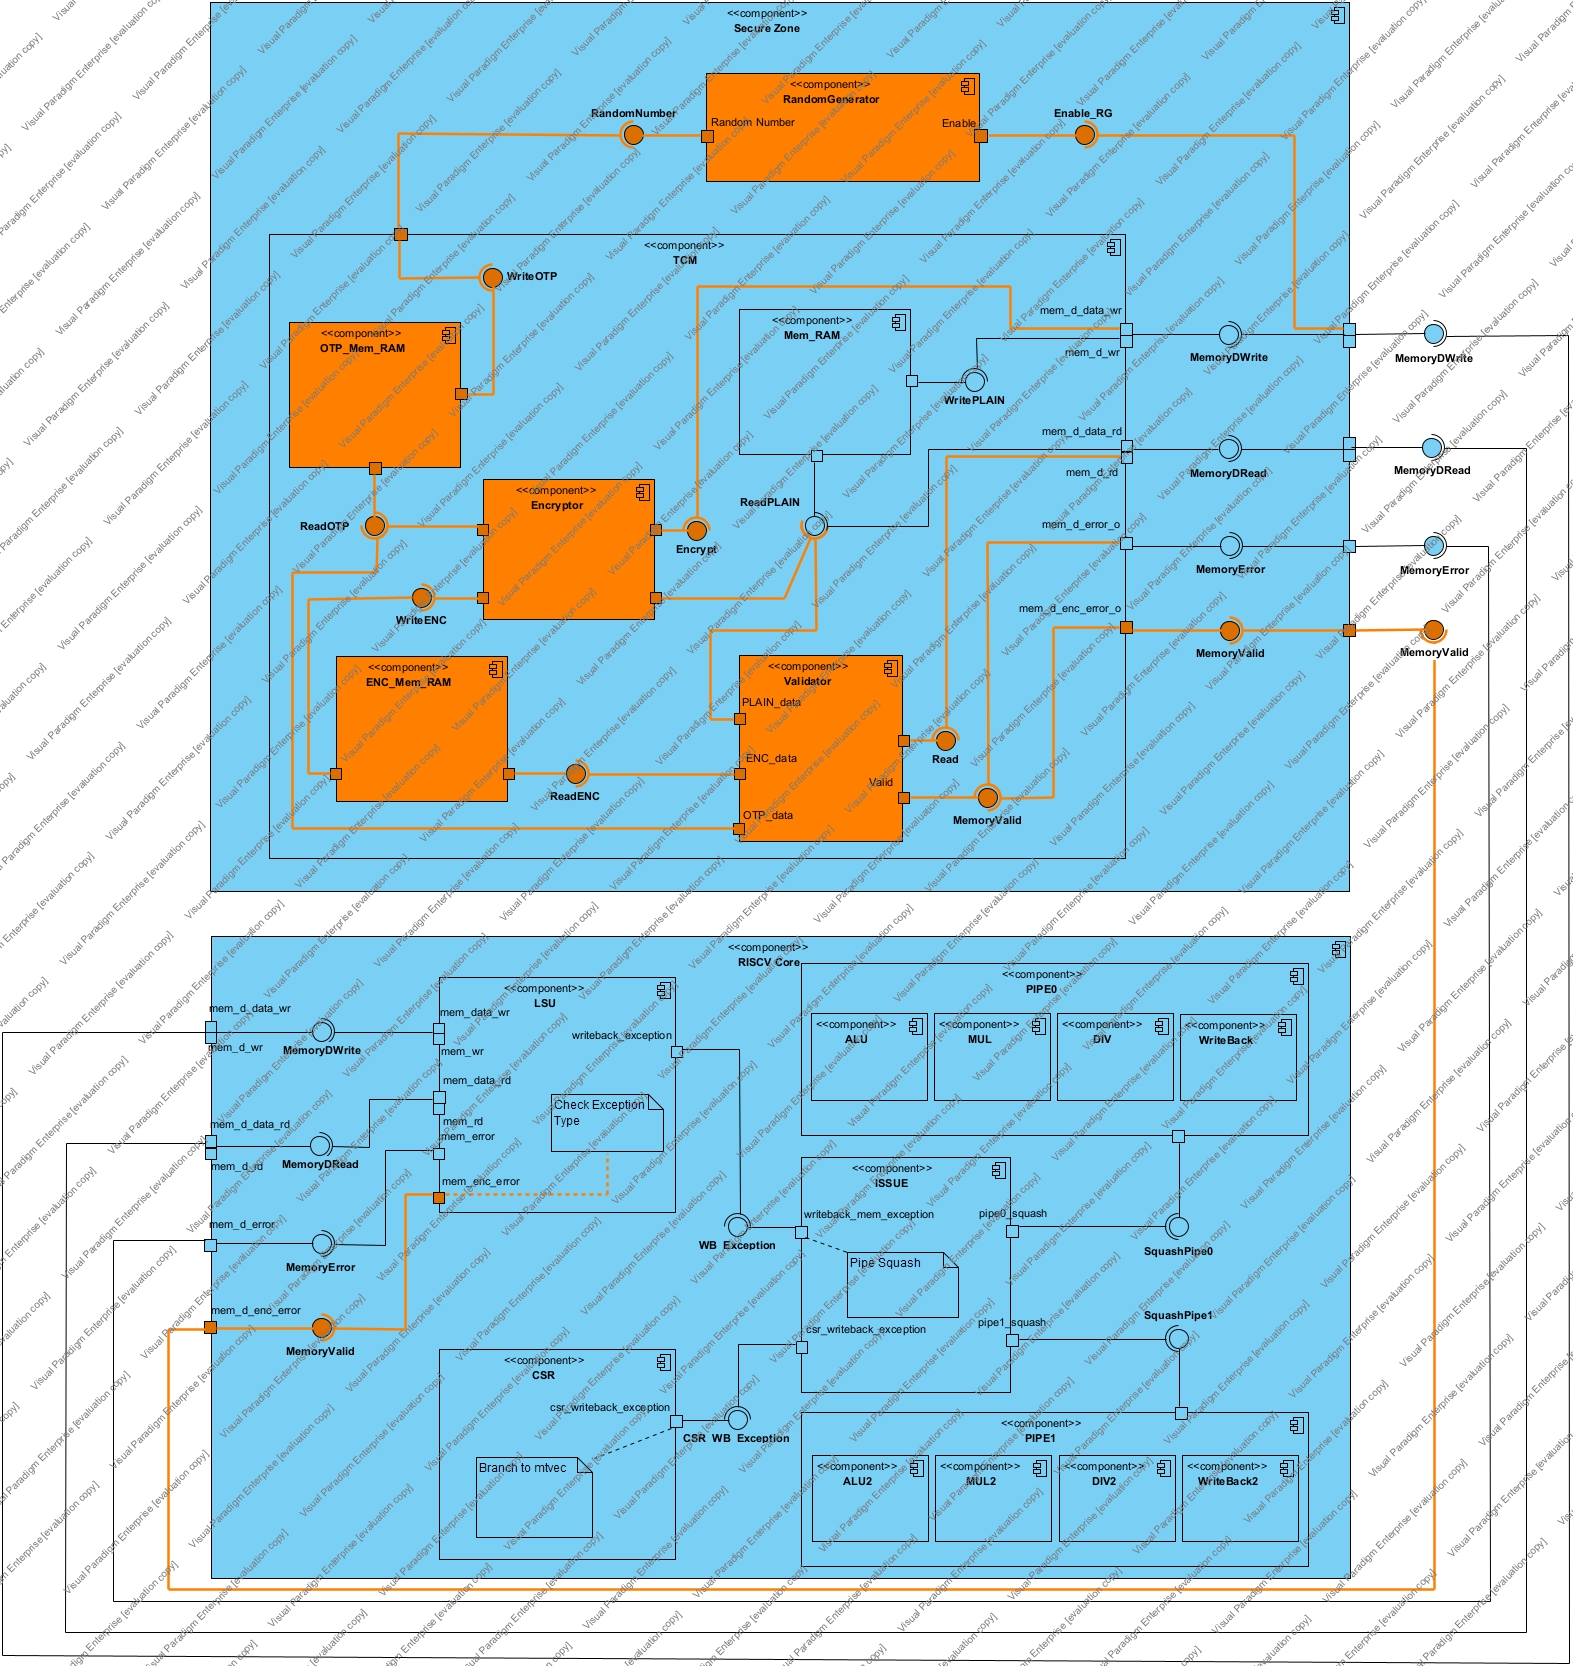 <<component>>
Secure Zone
<<component>>
RandomGenerator
Random Number
Enable
RandomNumber
Enable_RG
<<component>>
TCM
WriteOTP
<<component>>
OTP_Mem_RAM
<<component>>
Mem_RAM
mem_d_data_wr
mem_d_wr
MemoryDWrite
MemoryDWrite
WritePLAIN
mem_d_data_rd
mem_d_rd
MemoryDRead
MemoryDRead
<<component>>
Encryptor
ReadPLAIN
ReadOTP
Encrypt
mem_d_error_o
MemoryError
MemoryError
WriteENC
mem_d_enc_error_o
MemoryValid
MemoryValid
<<component>>
ENC_Mem_RAM
<<component>>
Validator
PLAIN_data
ENC_data
Valid
OTP_data
Read
ReadENC
MemoryValid
<<component>>
RISCV Core
<<component>>
LSU
mem_d_data_wr
mem_d_wr
MemoryDWrite
mem_data_wr
mem_wr
writeback_exception
mem_data_rd
mem_rd
mem_error
Check Exception
Type
mem_d_data_rd
mem_d_rd
MemoryDRead
mem_enc_error
mem_d_error
MemoryError
mem_d_enc_error
MemoryValid
<<component>>
PIPE0
<<component>>
ALU
<<component>>
MUL
<<component>>
DIV
<<component>>
WriteBack
<<component>>
ISSUE
writeback_mem_exception
pipe0_squash
WB_Exception
Pipe Squash
SquashPipe0
csr_writeback_exception
pipe1_squash
SquashPipe1
<<component>>
CSR
csr_writeback_exception
CSR_WB_Exception
Branch to mtvec
<<component>>
PIPE1
<<component>>
ALU2
<<component>>
MUL2
<<component>>
DIV2
<<component>>
WriteBack2
Visual Paradigm Enterprise [evaluation copy]